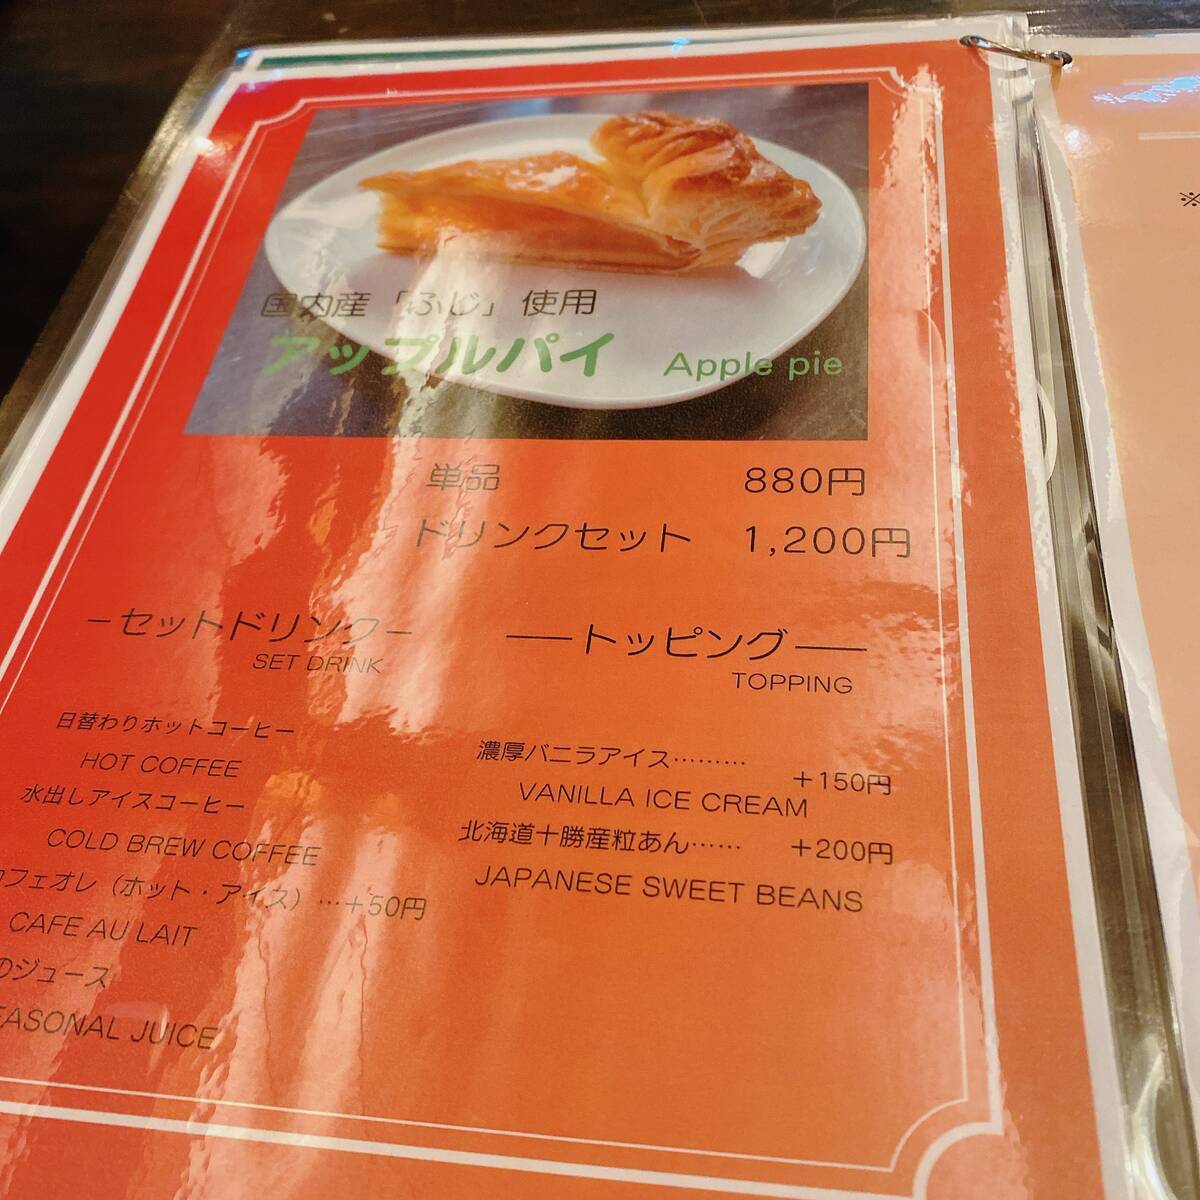 国内産「ふじ」使用
アップルパイ Apple pie
単品 880円
ドリンクセット 1,200円
－セットドリンク－
SET DRINK
日替わりホットコーヒー
HOT COFFEE
水出しアイスコーヒー
COLD BREW COFFEE
カフェオレ（ホット・アイス）…＋50円
CAFE AU LAIT
のジュース
EASONAL JUICE
――トッピング――
TOPPING
濃厚バニラアイス……… ＋150円
VANILLA ICE CREAM
北海道十勝産粒あん…… ＋200円
JAPANESE SWEET BEANS
※